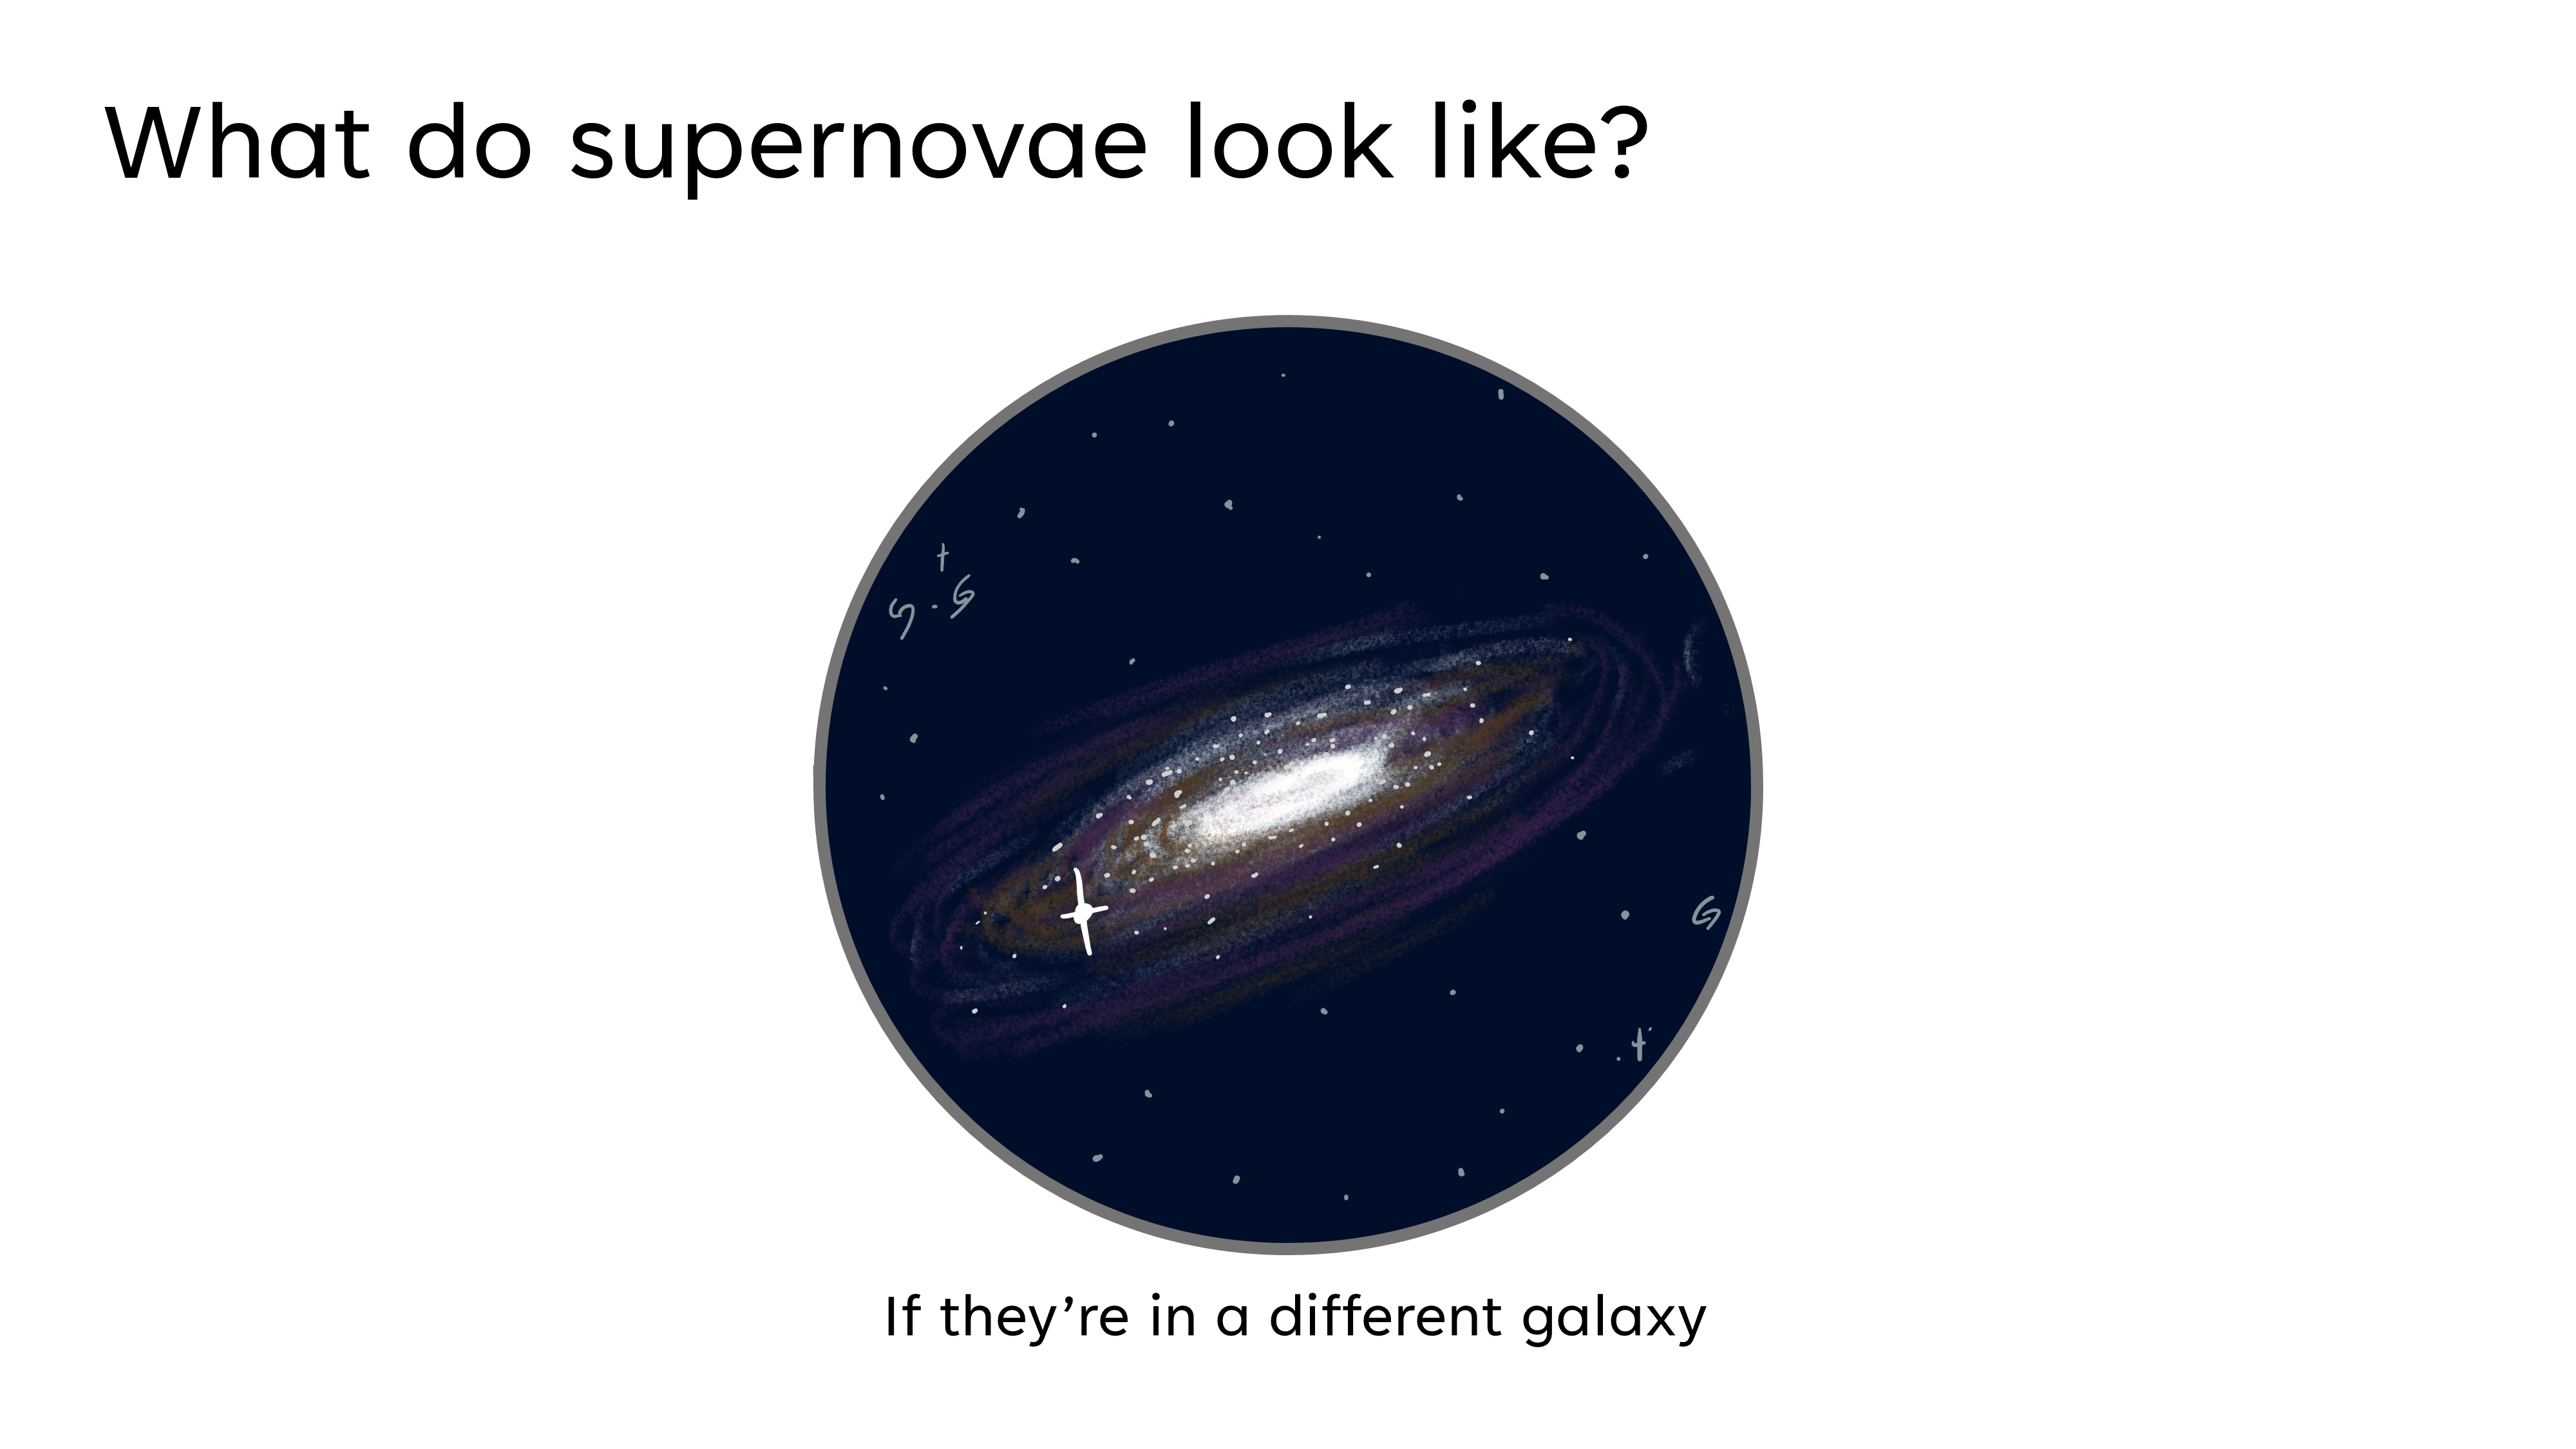 What do supernovae look like?
If they’re in a different galaxy